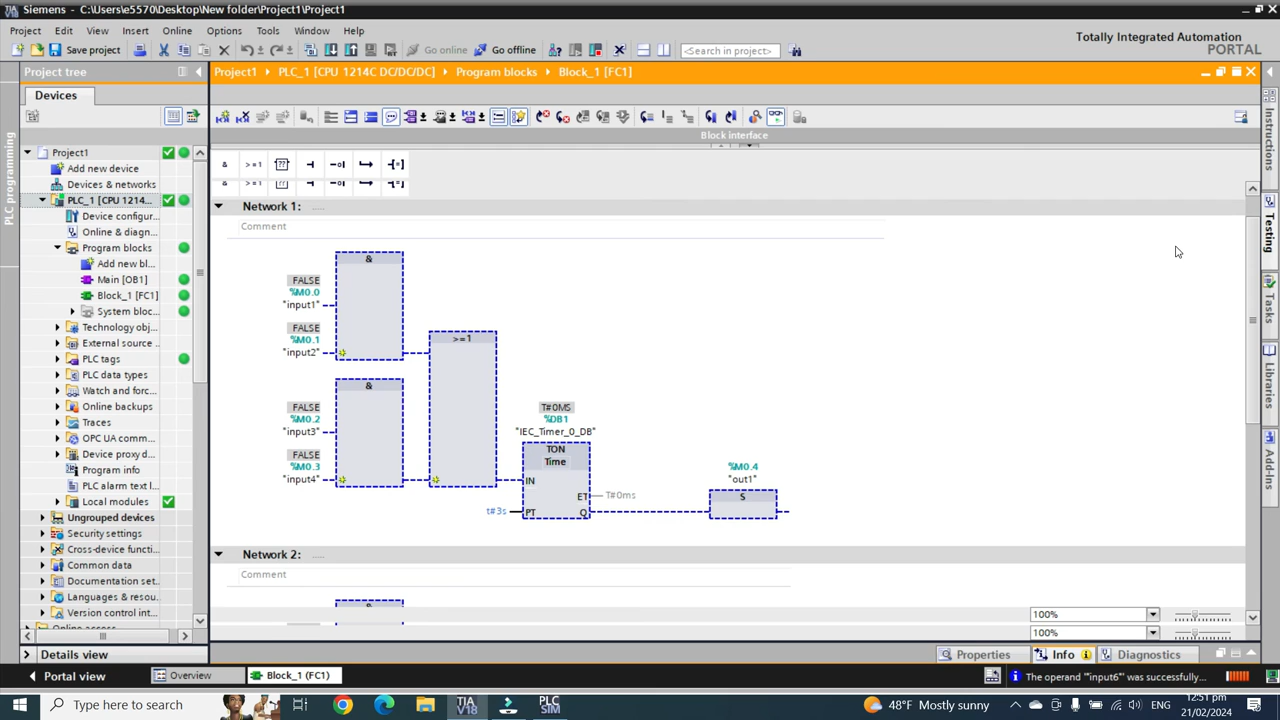 Siemens - C:\Users\e5570\Desktop\New folder\Project1\Project1
Project Edit View Insert Online Options Tools Window Help
Totally Integrated Automation
PORTAL
Save project
Go online
Go offline
<Search in project>
Project tree
Project1 PLC_1 [CPU 1214C DC/DC/DC] Program blocks Block_1 [FC1]
Devices
PLC programming
Block interface
Project1
Add new device
Devices & networks
PLC_1 [CPU 1214...
Device configur...
Online & diagn...
Program blocks
Add new bl...
Main [OB1]
Block_1 [FC1]
System bloc...
Technology obj...
External source ...
PLC tags
PLC data types
Watch and forc...
Online backups
Traces
OPC UA comm...
Device proxy d...
Program info
PLC alarm text l...
Local modules
Ungrouped devices
Security settings
Cross-device functi...
Common data
Documentation set...
Languages & resou...
Version control int...
& >=1 ??
Network 1: .....
Comment
&
FALSE
%M0.0
"input1"
FALSE
%M0.1
"input2"
>=1
&
FALSE
%M0.2
"input3"
FALSE
%M0.3
"input4"
T#0MS
%DB1
"IEC_Timer_0_DB"
TON
Time
IN
ET T#0ms
t#3s PT Q
%M0.4
"out1"
S
Network 2: .....
Comment
&
100%
100%
Instructions
Testing
Tasks
Libraries
Add-Ins
Properties Info Diagnostics
Details view
Portal view Overview Block_1 (FC1)
The operand '"input6"' was successfully...
Type here to search
TIA V18
PLC SIM
48°F Mostly sunny
ENG
12:51 pm
21/02/2024